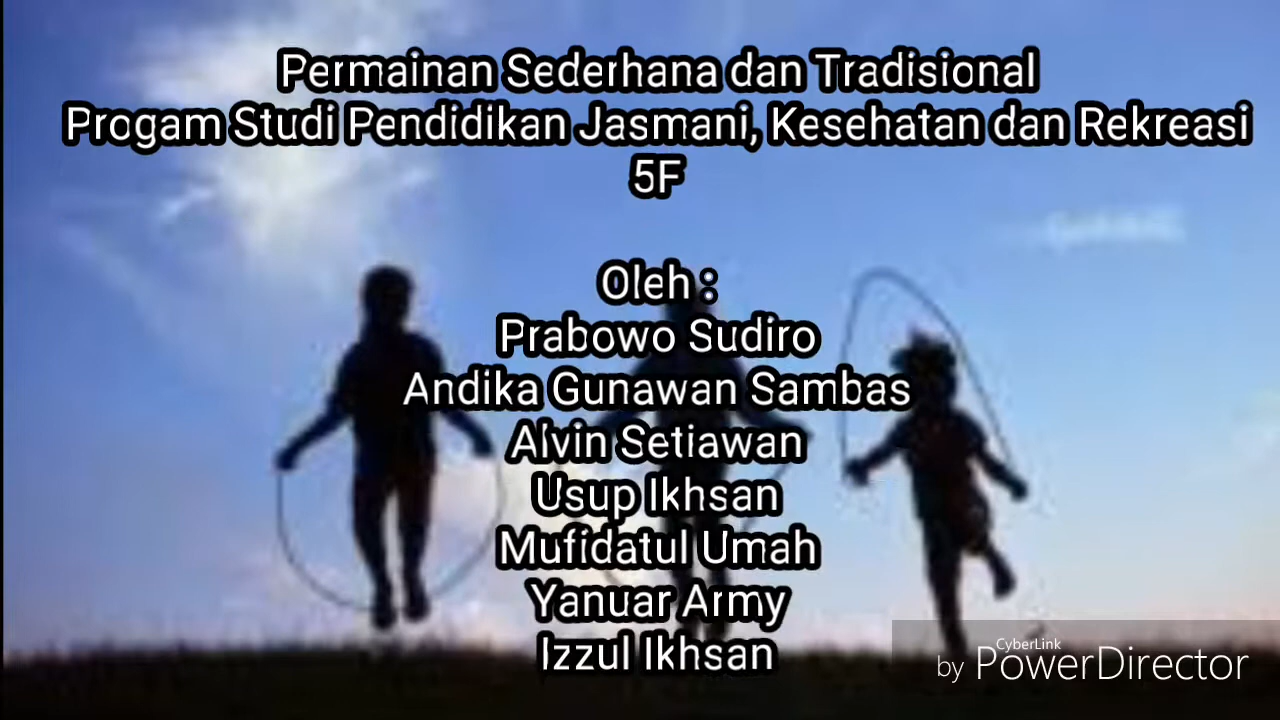 Permainan Sederhana dan Tradisional
Progam Studi Pendidikan Jasmani, Kesehatan dan Rekreasi
5F
Oleh :
Prabowo Sudiro
Andika Gunawan Sambas
Alvin Setiawan
Usup Ikhsan
Mufidatul Umah
Yanuar Army
Izzul Ikhsan
CyberLink
by PowerDirector